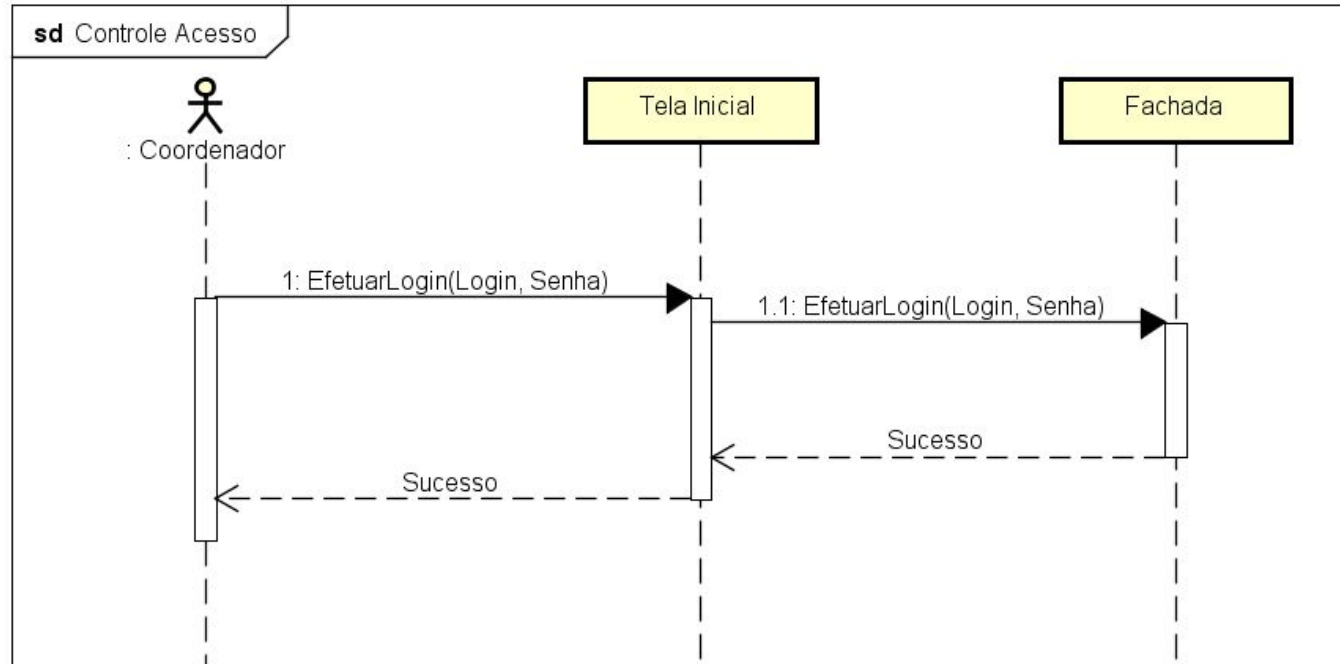 sd Controle Acesso
: Coordenador
Tela Inicial
Fachada
1: EfetuarLogin(Login, Senha)
1.1: EfetuarLogin(Login, Senha)
Sucesso
Sucesso